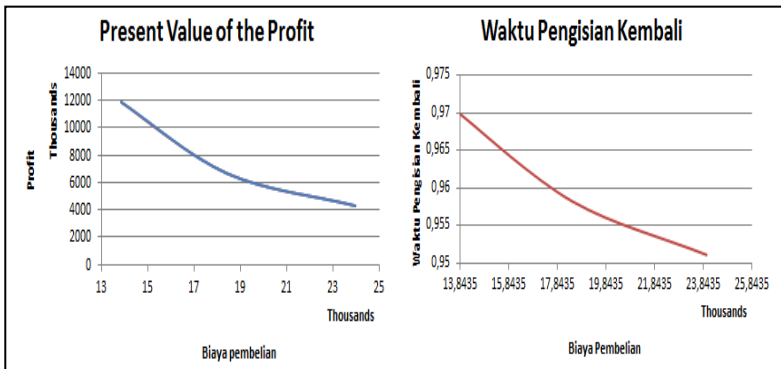 Present Value of the Profit
Profit
Thousands
14000
12000
10000
8000
6000
4000
2000
0
13 15 17 19 21 23 25
Thousands
Biaya pembelian
Waktu Pengisian Kembali
Waktu Pengisian Kembali
0,975
0,97
0,965
0,96
0,955
0,95
13,8435 15,8435 17,8435 19,8435 21,8435 23,8435 25,8435
Thousands
Biaya Pembelian